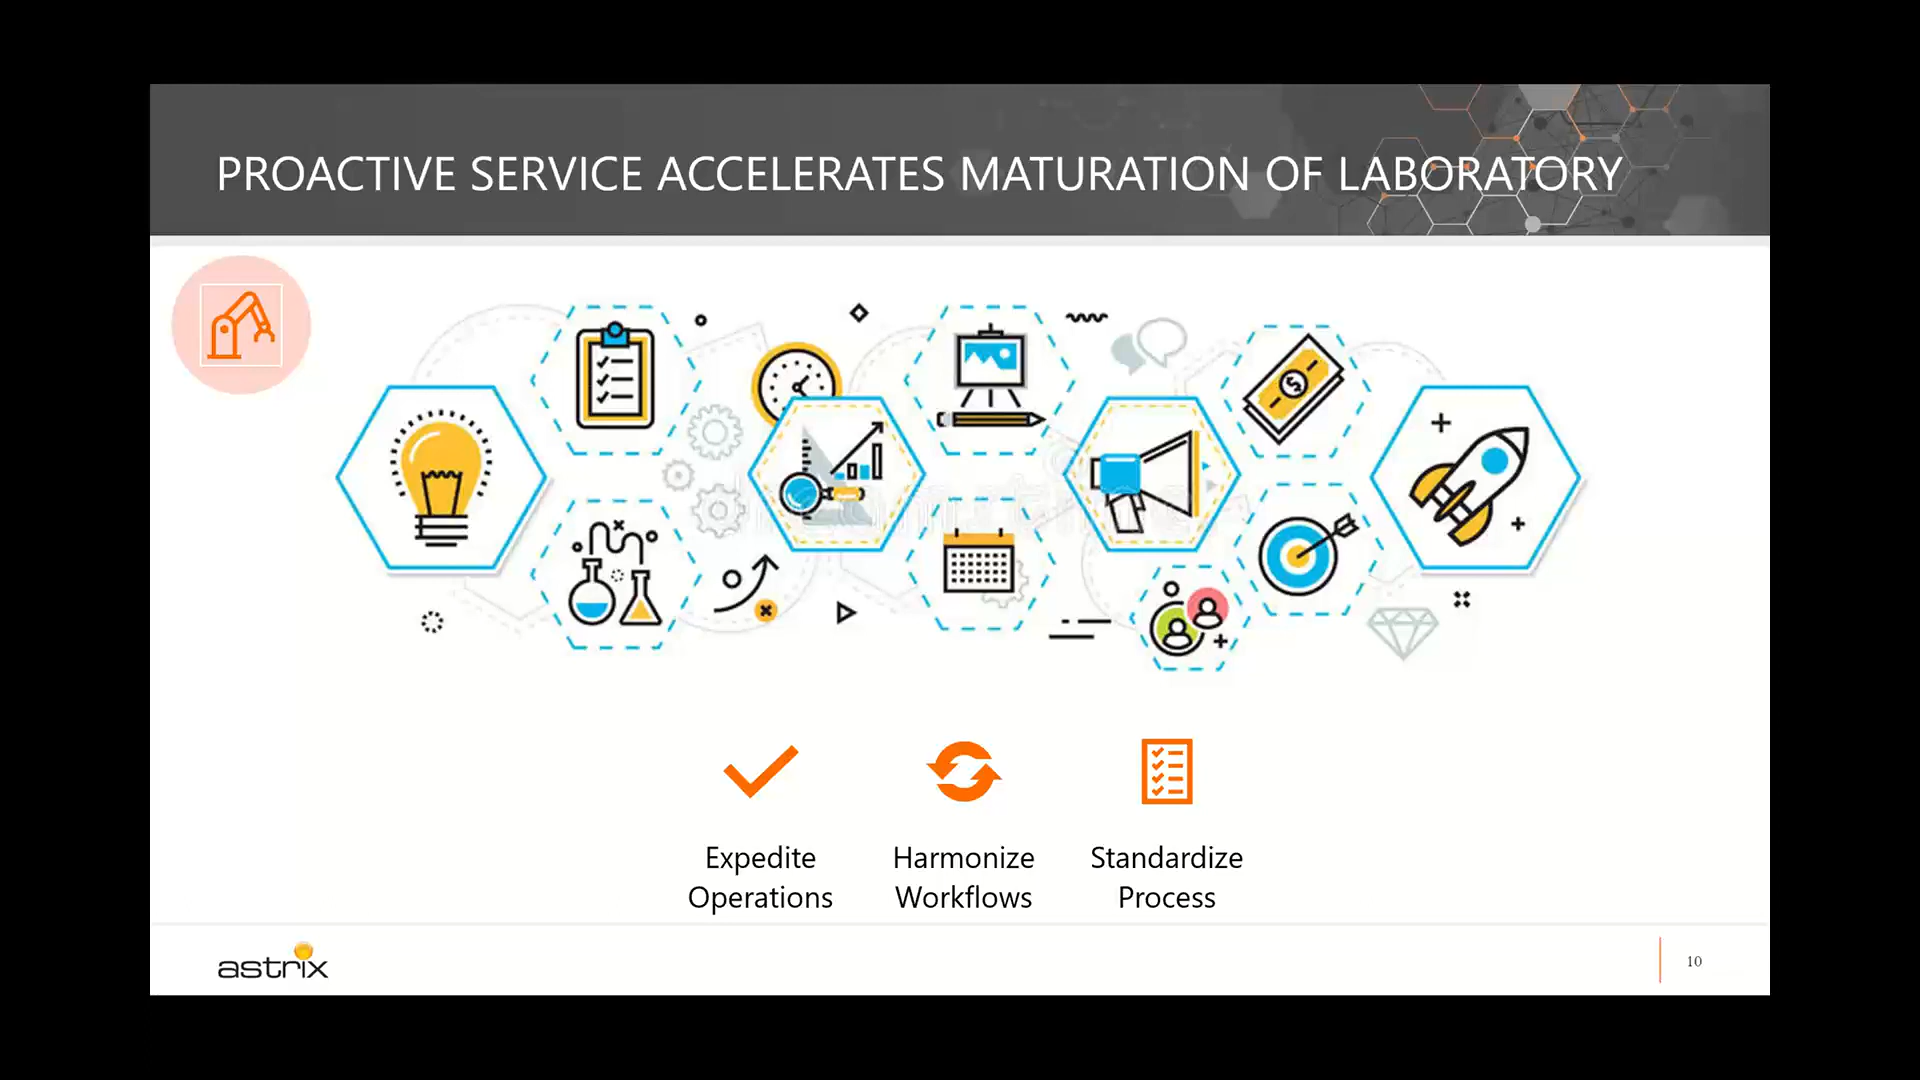 PROACTIVE SERVICE ACCELERATES MATURATION OF LABORATORY
Expedite
Operations
Harmonize
Workflows
Standardize
Process
astrix
10